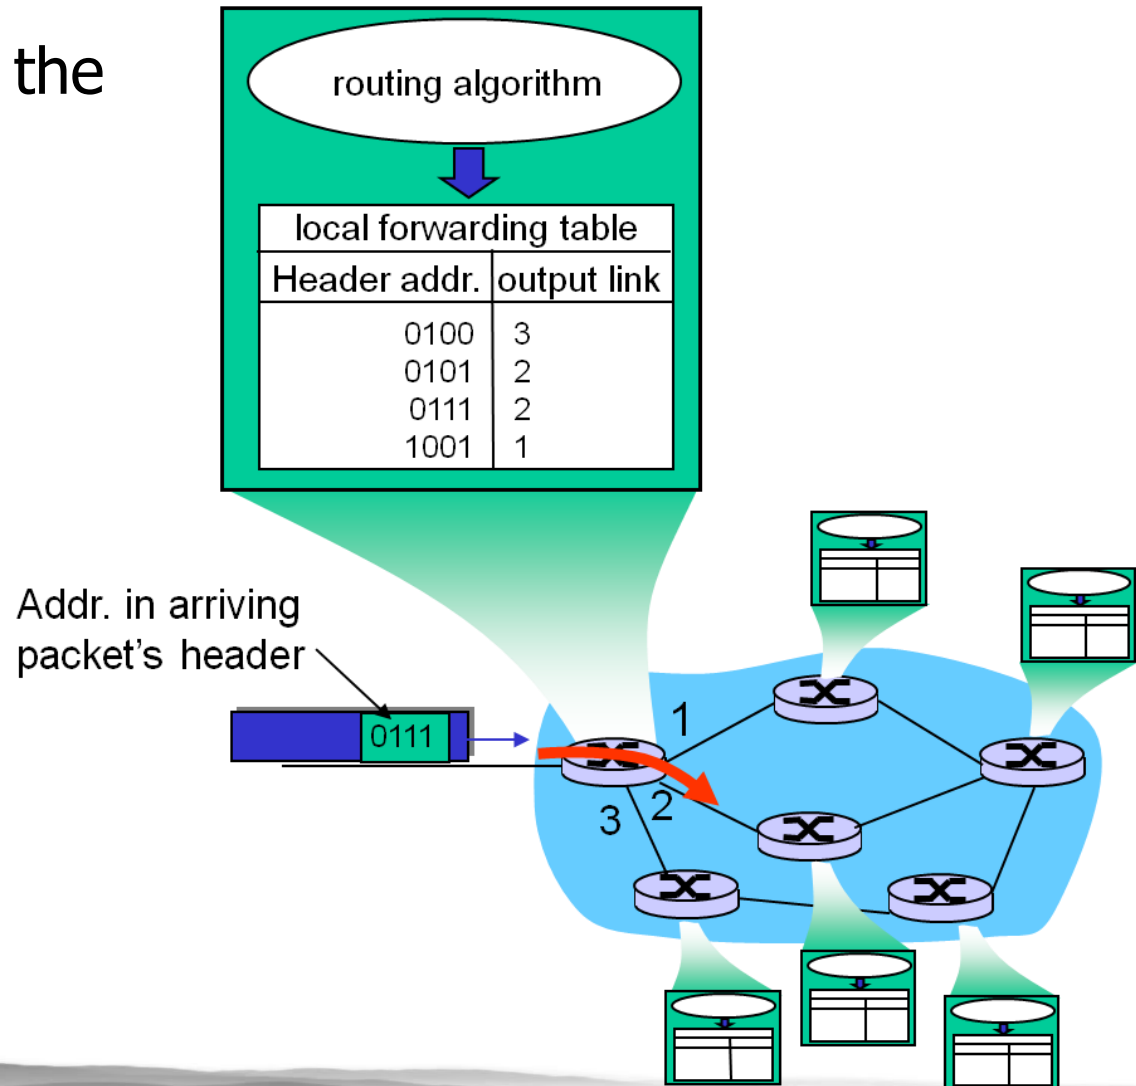 the
routing algorithm
local forwarding table
Header addr. output link
0100 3
0101 2
0111 2
1001 1
Addr. in arriving
packet's header
0111
1
2
3